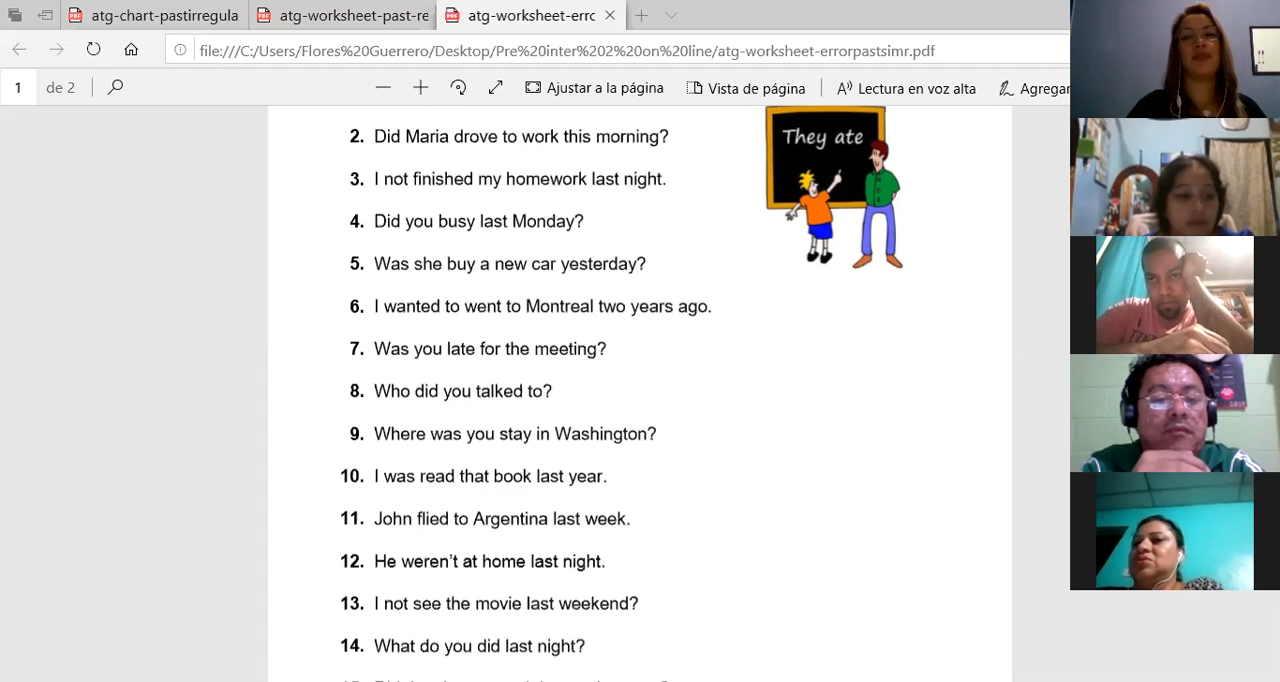 atg-chart-pastirregula
atg-worksheet-past-re
atg-worksheet-erro
file:///C:/Users/Flores%20Guerrero/Desktop/Pre%20inter%202%20on%20line/atg-worksheet-errorpastsimr.pdf
1 de 2
Ajustar a la página
Vista de página
Lectura en voz alta
Agregar
They ate
2. Did Maria drove to work this morning?
3. I not finished my homework last night.
4. Did you busy last Monday?
5. Was she buy a new car yesterday?
6. I wanted to went to Montreal two years ago.
7. Was you late for the meeting?
8. Who did you talked to?
9. Where was you stay in Washington?
10. I was read that book last year.
11. John flied to Argentina last week.
12. He weren’t at home last night.
13. I not see the movie last weekend?
14. What do you did last night?